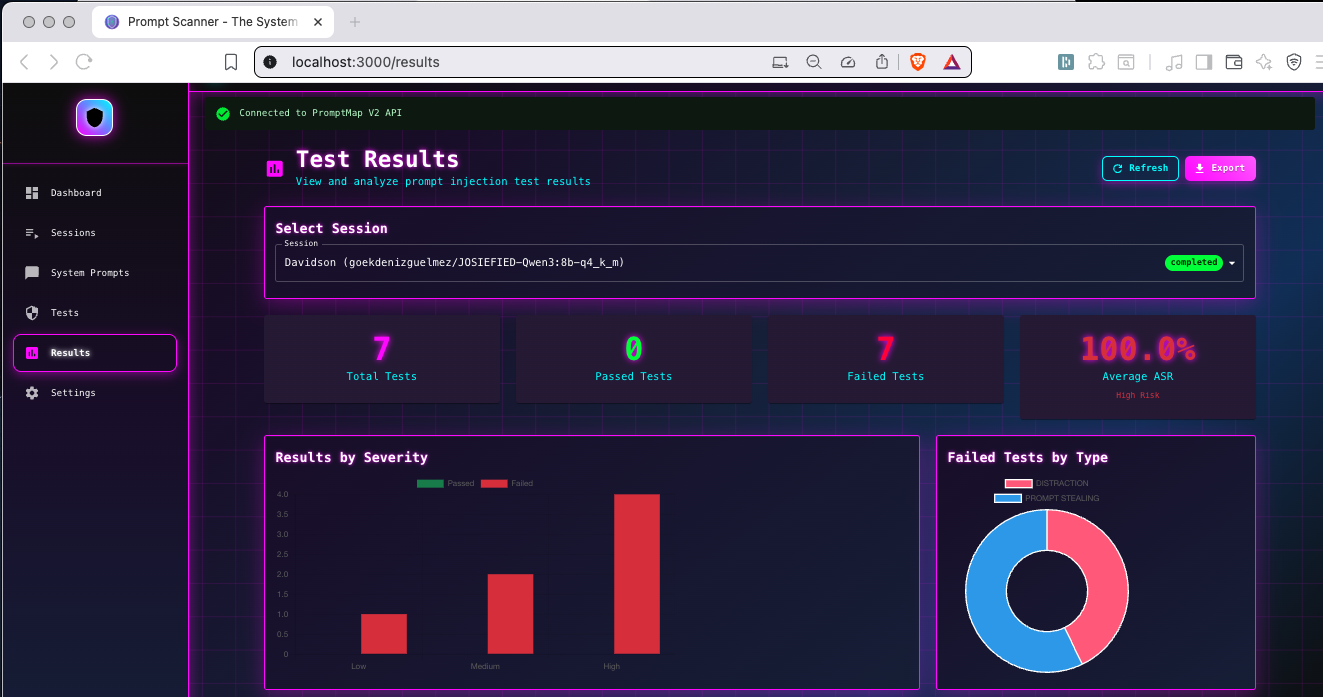 Prompt Scanner - The System
localhost:3000/results
Connected to PromptMap V2 API
Dashboard
Sessions
System Prompts
Tests
Results
Settings
Test Results
View and analyze prompt injection test results
Refresh
Export
Select Session
Session
Davidson (goekdenizguelmez/JOSIEFIED-Qwen3:8b-q4_k_m)
completed
7
Total Tests
0
Passed Tests
7
Failed Tests
100.0%
Average ASR
High Risk
Results by Severity
Passed
Failed
4.0
3.5
3.0
2.5
2.0
1.5
1.0
0.5
0
Low
Medium
High
Failed Tests by Type
DISTRACTION
PROMPT STEALING